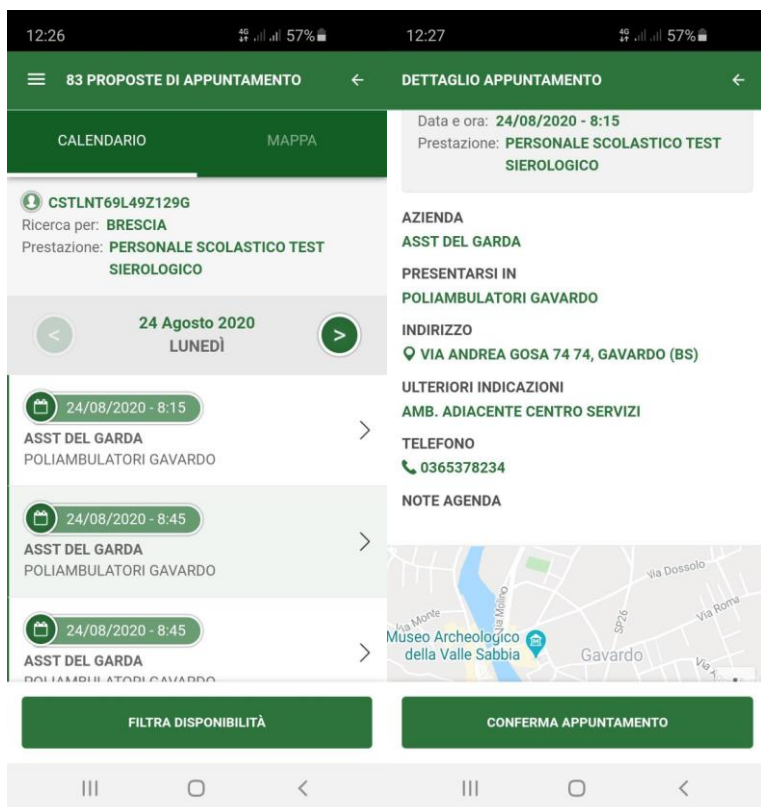 12:26
4G 57%
83 PROPOSTE DI APPUNTAMENTO
CALENDARIO MAPPA
CSTLNT69L49Z129G
Ricerca per: BRESCIA
Prestazione: PERSONALE SCOLASTICO TEST
SIEROLOGICO
24 Agosto 2020
LUNEDÌ
24/08/2020 - 8:15
ASST DEL GARDA
POLIAMBULATORI GAVARDO
24/08/2020 - 8:45
ASST DEL GARDA
POLIAMBULATORI GAVARDO
24/08/2020 - 8:45
ASST DEL GARDA
POLIAMBULATORI GAVARDO
FILTRA DISPONIBILITÀ
12:27
4G 57%
DETTAGLIO APPUNTAMENTO
Data e ora: 24/08/2020 - 8:15
Prestazione: PERSONALE SCOLASTICO TEST
SIEROLOGICO
AZIENDA
ASST DEL GARDA
PRESENTARSI IN
POLIAMBULATORI GAVARDO
INDIRIZZO
VIA ANDREA GOSA 74 74, GAVARDO (BS)
ULTERIORI INDICAZIONI
AMB. ADIACENTE CENTRO SERVIZI
TELEFONO
0365378234
NOTE AGENDA
Via Dossolo
Via Roma
SP26
Via Molino
Via Monte
Museo Archeologico
della Valle Sabbia
Gavardo
CONFERMA APPUNTAMENTO